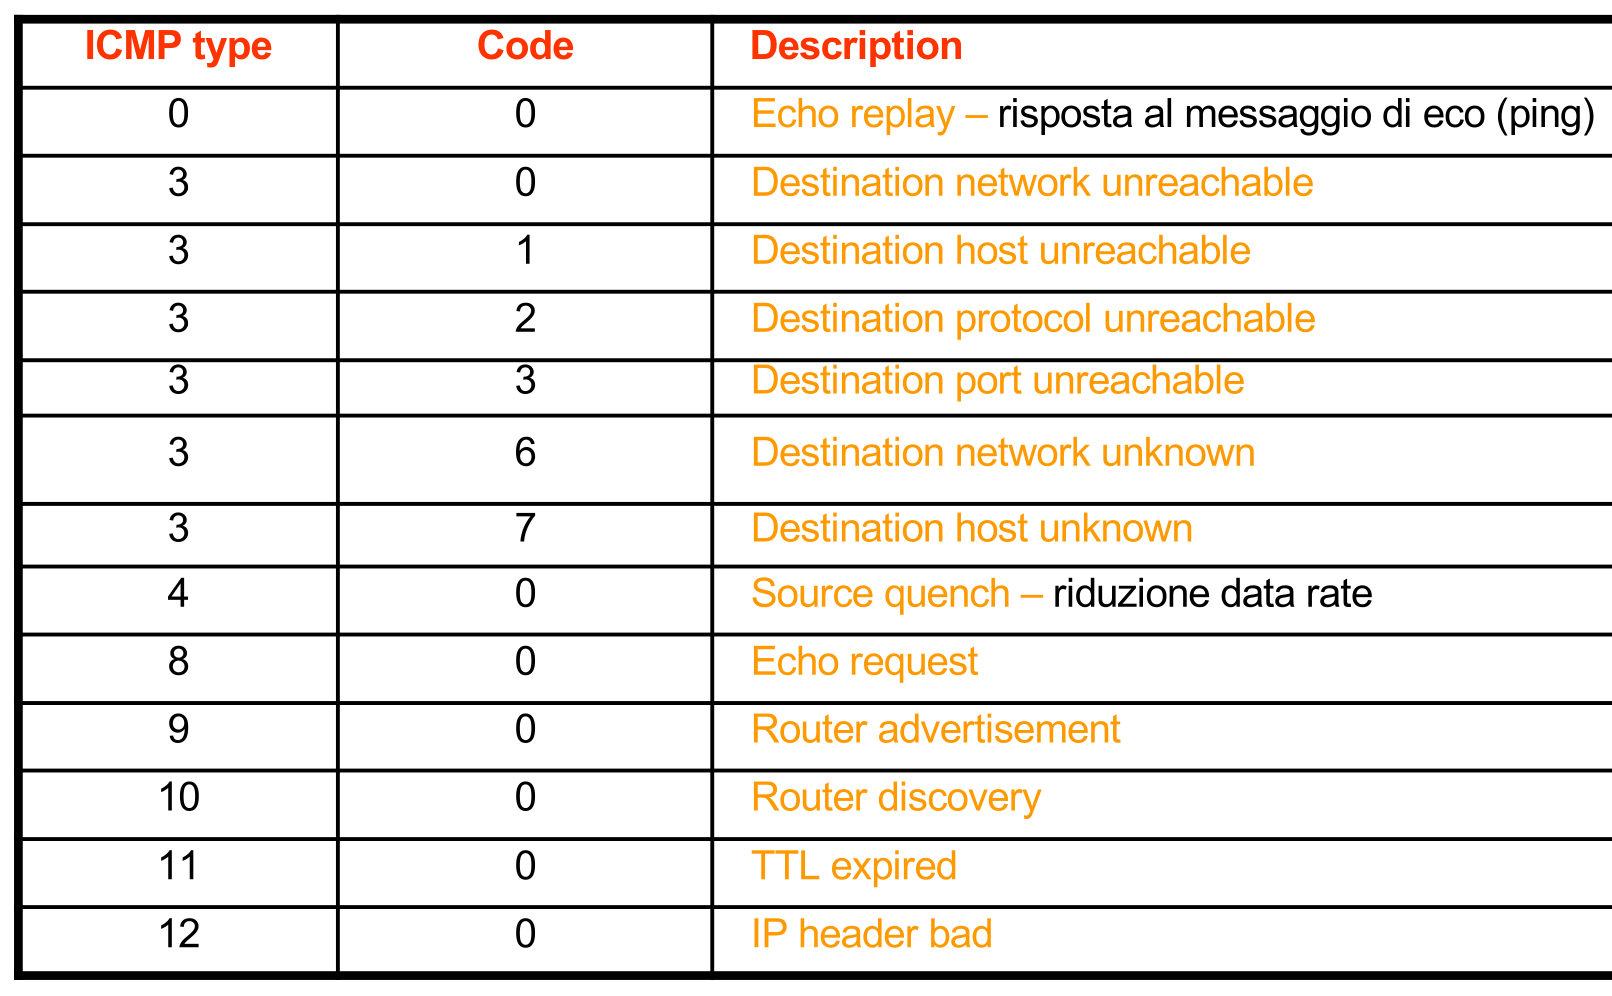 ICMP type Code Description
0 0 Echo replay – risposta al messaggio di eco (ping)
3 0 Destination network unreachable
3 1 Destination host unreachable
3 2 Destination protocol unreachable
3 3 Destination port unreachable
3 6 Destination network unknown
3 7 Destination host unknown
4 0 Source quench – riduzione data rate
8 0 Echo request
9 0 Router advertisement
10 0 Router discovery
11 0 TTL expired
12 0 IP header bad